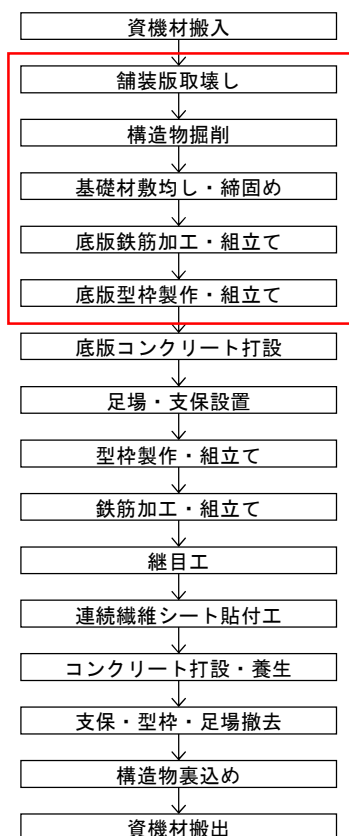 資機材搬入
舗装版取壊し
構造物掘削
基礎材敷均し・締固め
底版鉄筋加工・組立て
底版型枠製作・組立て
底版コンクリート打設
足場・支保設置
型枠製作・組立て
鉄筋加工・組立て
継目工
連続繊維シート貼付工
コンクリート打設・養生
支保・型枠・足場撤去
構造物裏込め
資機材搬出